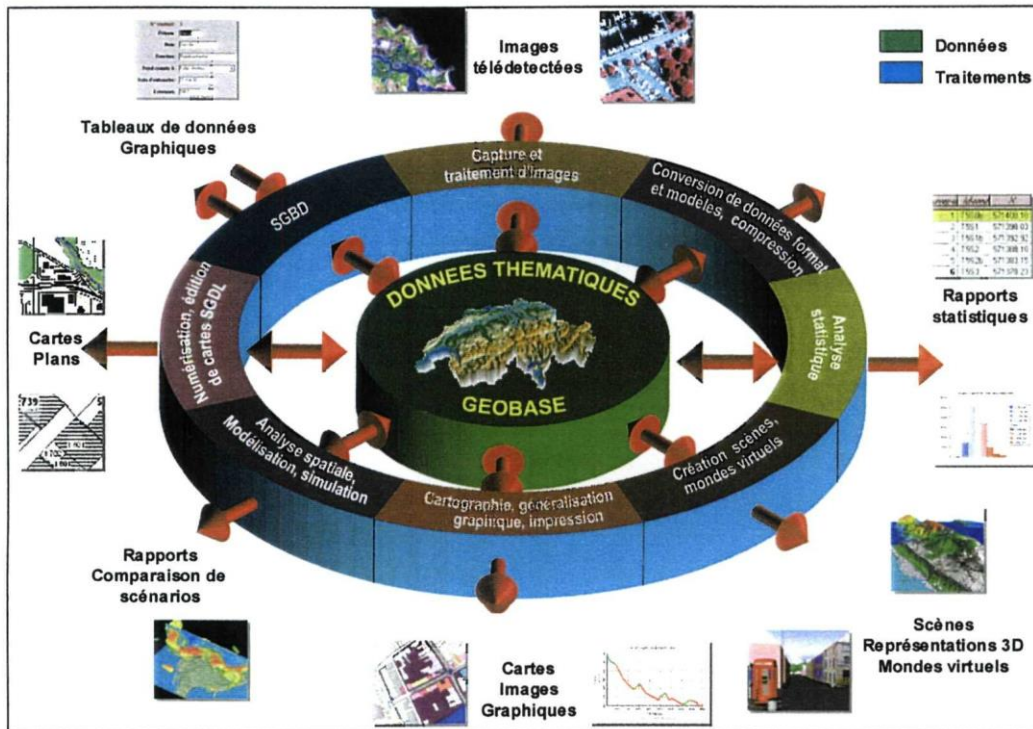 Images
télédetectées
Données
Traitements
Tableaux de données
Graphiques
Capture et
traitement d'images
SGBD
Conversion de données format
et modèles, compression
DONNEES THEMATIQUES
GEOBASE
Numérisation, édition
de cartes SGDL
Analyse
statistique
Cartes
Plans
Rapports
statistiques
Analyse spatiale,
Modélisation, simulation
Création scènes,
mondes virtuels
Cartographie, généralisation
graphique, impression
Rapports
Comparaison de
scénarios
Cartes
Images
Graphiques
Scènes
Représentations 3D
Mondes virtuels
739